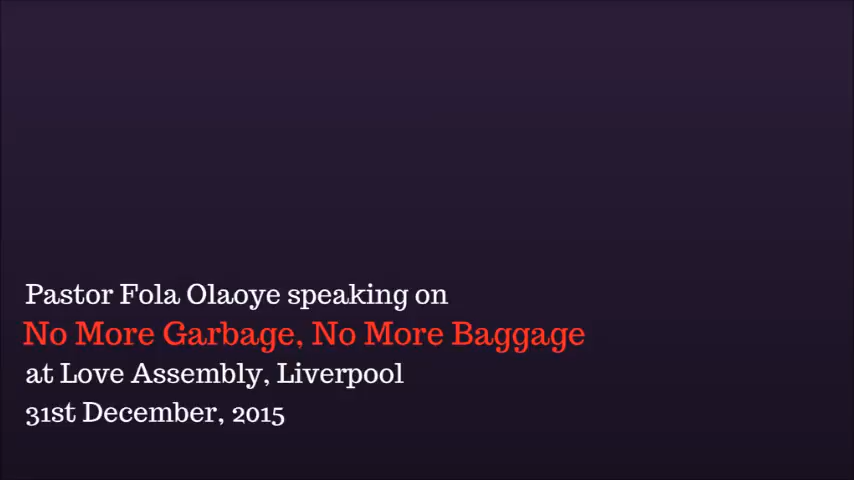 Pastor Fola Olaoye speaking on
No More Garbage, No More Baggage
at Love Assembly, Liverpool
31st December, 2015